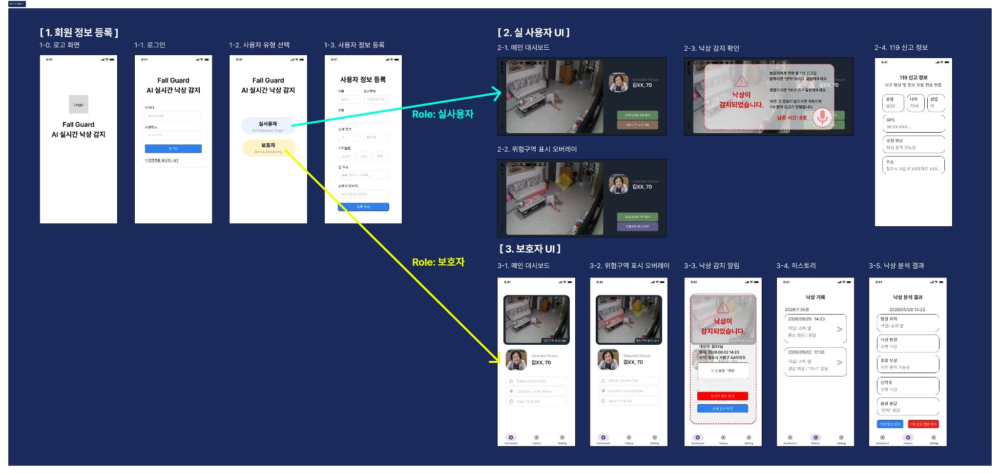 [ 1. 회원 정보 등록 ]
1-0. 로고 화면
9:41
Logo
Fall Guard
AI 실시간 낙상 감지
1-1. 로그인
9:41
Fall Guard
AI 실시간 낙상 감지
아이디
accountid
비밀번호
********
로그인
비밀번호를 잊으셨나요?
1-2. 사용자 유형 선택
9:41
Fall Guard
AI 실시간 낙상 감지
실사용자
Fall Detection Target
보호자
Alert & Monitoring
1-3. 사용자 정보 등록
9:41
사용자 정보 등록
이름
생년월일
김XX
1970.05.20
성별
신체 정보
키
몸무게
기저질환
고혈압
당뇨
치매
집 주소
충북 청주시 서원구...
보호자 연락처
010-XXXX-XXXX
등록 완료
Role: 실사용자
Role: 보호자
[ 2. 실 사용자 UI ]
2-1. 메인 대시보드
9:41
Detected Person
김XX, 70
보호자에게 연락하기
위험구역 표시 ON
2-2. 위험구역 표시 오버레이
9:41
Detected Person
김XX, 70
보호자에게 연락하기
위험구역 표시 OFF
2-3. 낙상 감지 확인
9:41
낙상이
감지되었습니다.
보호자에게 연락 및 119 신고를
원하시면 "연락"이라고 말씀해주세요.
괜찮으시면 "아니"라고 말씀해주세요.
10초 간 응답이 없으시면 자동으로
119 문자 신고가 진행됩니다.
남은 시간: 8초
2-4. 119 신고 정보
9:41
119 신고 정보
사고 영상 및 정보 자동 전송 완료
성명
김XX
나이
70세
성별
여
GPS
36.XX.XXX...
추정 부상
허리 충격 가능성
주소
청주시 서원구 XX아파트 XXX...
[ 3. 보호자 UI ]
3-1. 메인 대시보드
9:41
위험구역 표시 ON
Detected Person
김XX, 70
Status: Severe Fall
Location: Living Room
Time: 11:18 AM
Dashboard
History
Setting
3-2. 위험구역 표시 오버레이
9:41
위험구역 표시 OFF
Detected Person
김XX, 70
Status: Severe Fall
Location: Living Room
Time: 11:18 AM
Dashboard
History
Setting
3-3. 낙상 감지 알림
9:41
낙상이
감지되었습니다.
위험구역 표시 OFF
대상자: 김XX님
일시: 2026.06.02 14:23
위치: 청주시 서원구 AA아파트
TTS 응답: "연락"
실시간 영상 보기
상세 분석 보기
Dashboard
History
Setting
3-4. 히스토리
9:41
낙상 기록
2026년 05월
2026/05/29 14:23
거실/ 소파 앞
중상 의심 / 응답
>
2026/05/02 17:30
거실/ 소파 앞
경상 의심 / "아니" 응답
>
Dashboard
History
Setting
3-5. 낙상 분석 결과
9:41
낙상 분석 결과
2026/05/29 14:23
발생 위치
거실/ 소파 앞
낙상 방향
후방 낙상
추정 부상
허리 충격 가능성
심각도
후방 낙상
음성 응답
"연락" 응답
낙상 영상 보기
119 신고 정보 보기
Dashboard
History
Setting